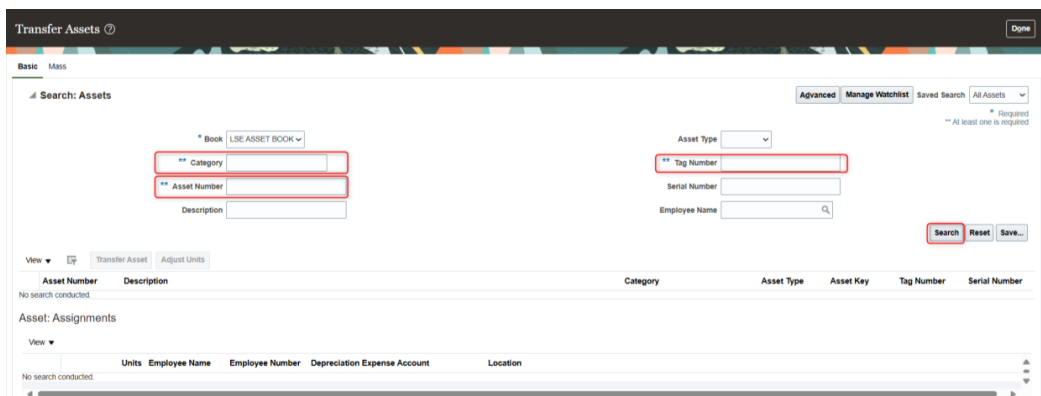 Transfer Assets
Done
Basic Mass
Search: Assets
Advanced Manage Watchlist Saved Search All Assets
* Required
** At least one is required
* Book LSE ASSET BOOK
Asset Type
** Category
** Tag Number
** Asset Number
Serial Number
Description
Employee Name
Search Reset Save...
View Transfer Asset Adjust Units
Asset Number Description Category Asset Type Asset Key Tag Number Serial Number
No search conducted.
Asset: Assignments
View
Units Employee Name Employee Number Depreciation Expense Account Location
No search conducted.